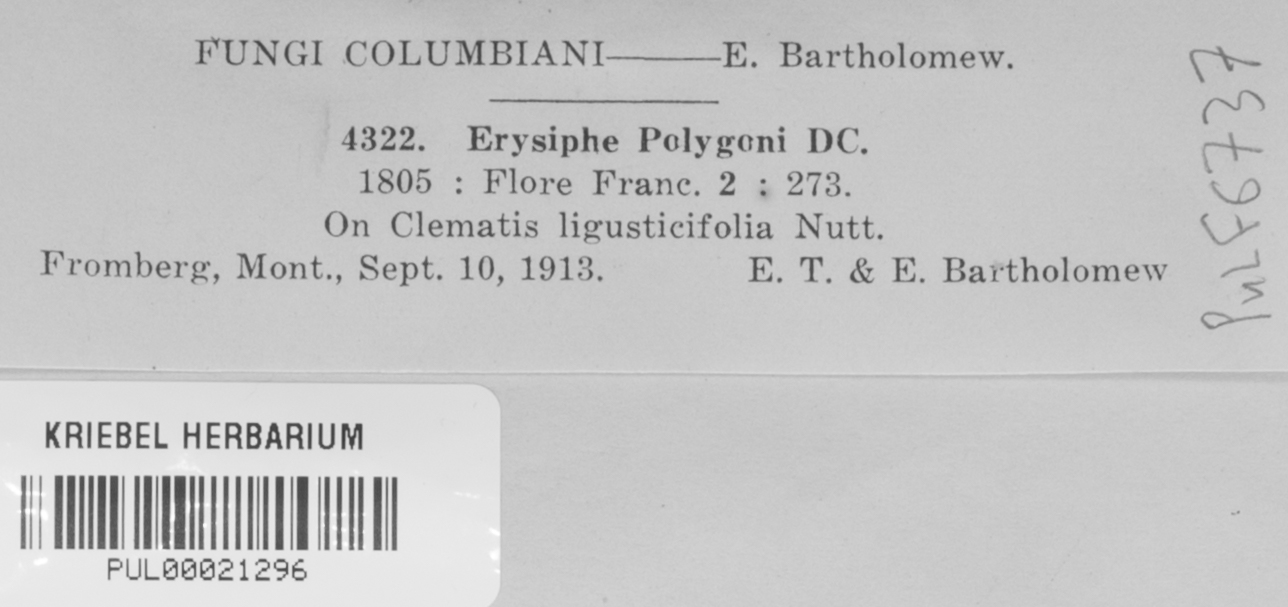 FUNGI COLUMBIANI——E. Bartholomew.
4322. Erysiphe Polygoni DC.
1805 : Flore Franc. 2 : 273.
On Clematis ligusticifolia Nutt.
Fromberg, Mont., Sept. 10, 1913. E. T. & E. Bartholomew
KRIEBEL HERBARIUM
PUL00021296